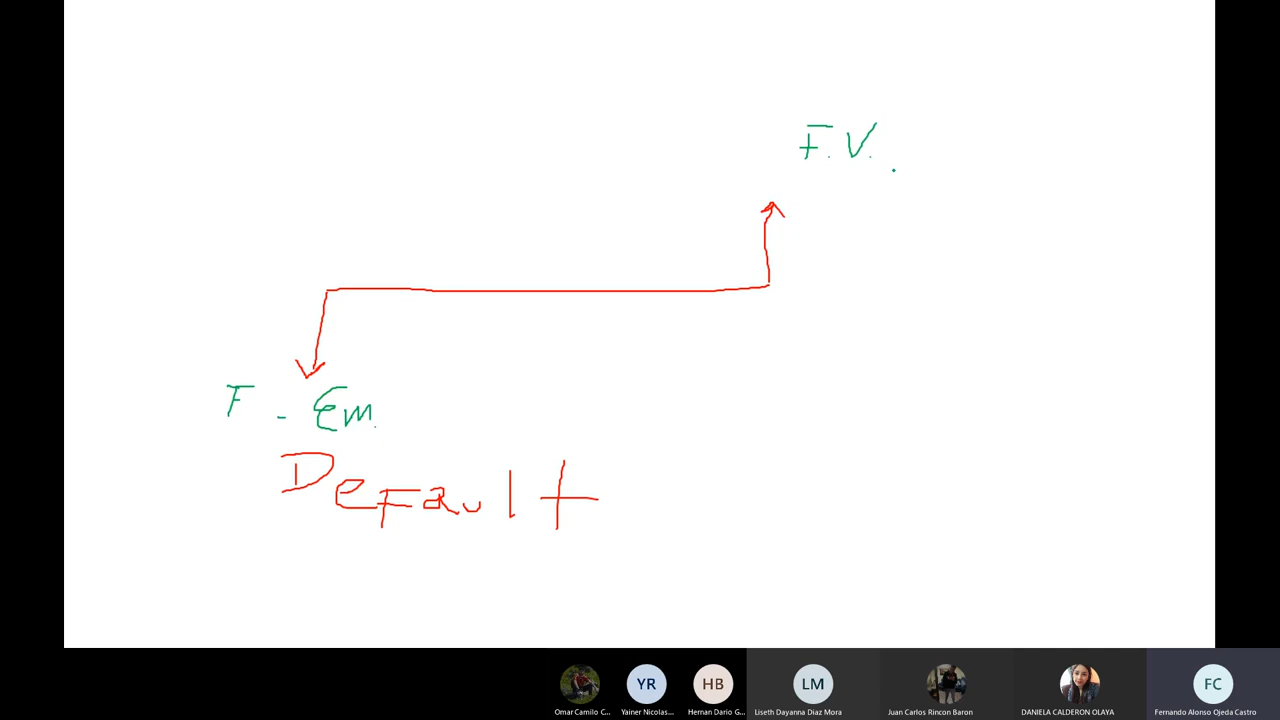 F.V.
F - Em.
Default
YR
HB
LM
FC
Omar Camilo C...
Yainer Nicolas...
Hernan Dario G...
Liseth Dayanna Diaz Mora
Juan Carlos Rincon Baron
DANIELA CALDERON OLAYA
Fernando Alonso Ojeda Castro